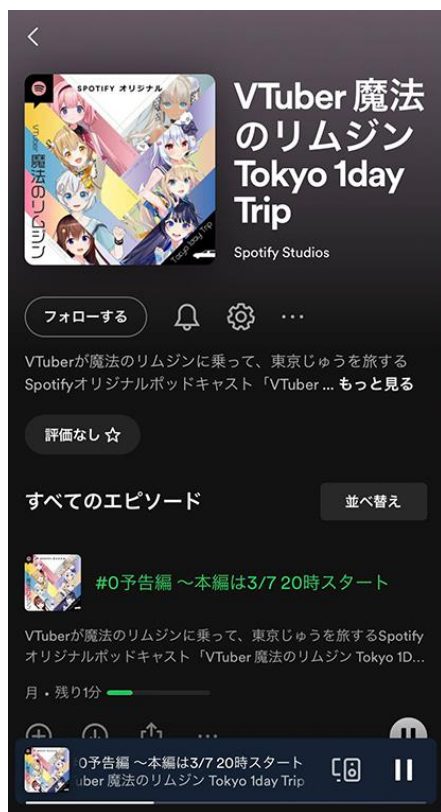 SPOTIFY オリジナル
VTuber 魔法のリムジン
Tokyo 1day Trip
VTuber 魔法
のリムジン
Tokyo 1day
Trip
Spotify Studios
フォローする
VTuberが魔法のリムジンに乗って、東京じゅうを旅する
Spotifyオリジナルポッドキャスト「VTuber ... もっと見る
評価なし
すべてのエピソード
並べ替え
#0予告編 〜本編は3/7 20時スタート
VTuberが魔法のリムジンに乗って、東京じゅうを旅するSpotify
オリジナルポッドキャスト「VTuber 魔法のリムジン Tokyo 1D...
月・残り1分
0予告編 〜本編は3/7 20時スタート
uber 魔法のリムジン Tokyo 1day Trip